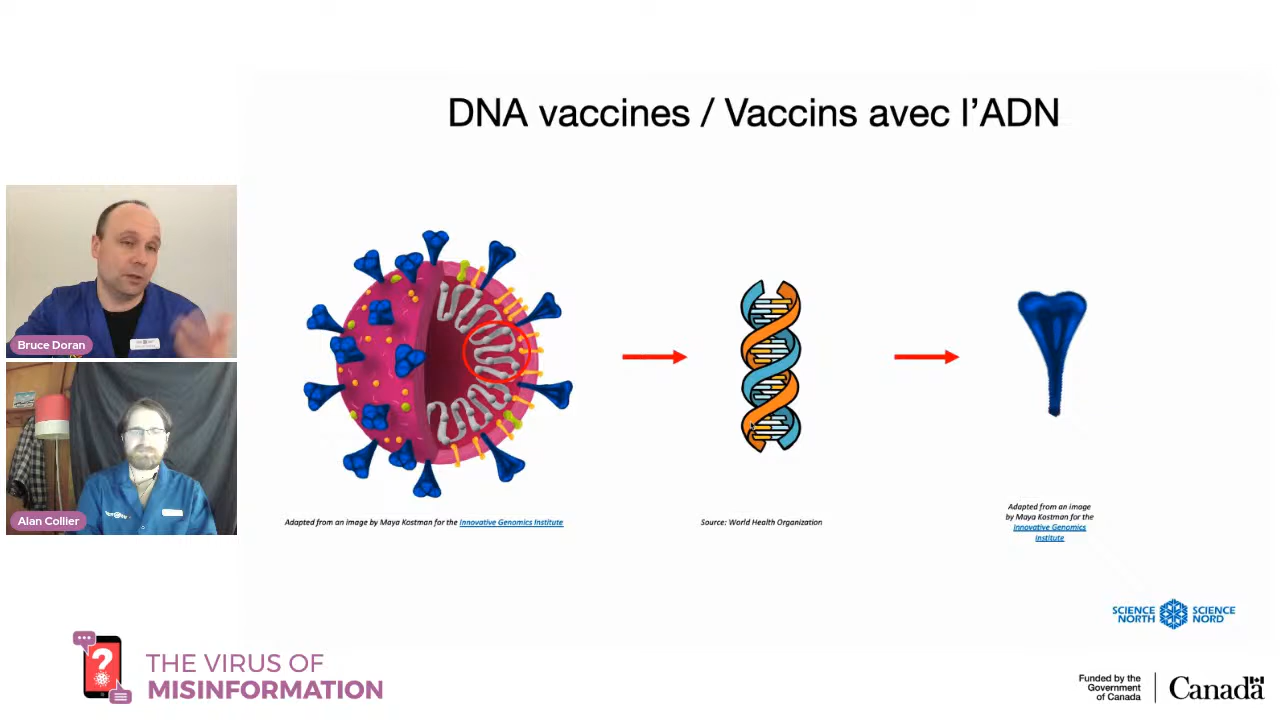 DNA vaccines / Vaccins avec l'ADN
Bruce Doran
Alan Collier
Adapted from an image by Maya Kostman for the Innovative Genomics Institute
Source: World Health Organization
Adapted from an image
by Maya Kostman for the
Innovative Genomics
Institute
SCIENCE NORTH
SCIENCE NORD
?
THE VIRUS OF
MISINFORMATION
Funded by the
Government
of Canada
Canada